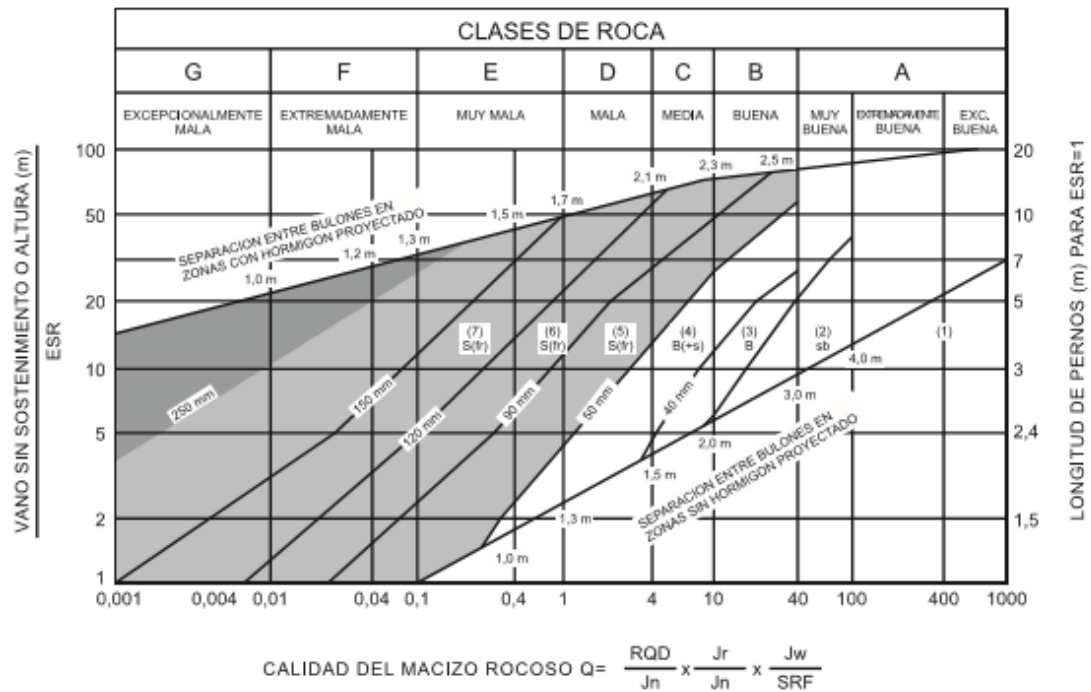 CLASES DE ROCA
G F E D C B A
EXCEPCIONALMENTE MALA
EXTREMADAMENTE MALA
MUY MALA
MALA
MEDIA
BUENA
MUY BUENA
EXTREMADAMENTE BUENA
EXC. BUENA
VANO SIN SOSTENIMIENTO O ALTURA (m)
ESR
100
50
20
10
5
2
1
SEPARACION ENTRE BULONES EN
ZONAS CON HORMIGON PROYECTADO
1,0 m
1,2 m
1,3 m
1,5 m
1,7 m
2,1 m
2,3 m
2,5 m
(7)
S(fr)
(6)
S(fr)
(5)
S(fr)
(4)
B(+s)
(3)
B
(2)
sb
(1)
250 mm
150 mm
120 mm
90 mm
50 mm
40 mm
1,0 m
1,3 m
1,5 m
2,0 m
3,0 m
4,0 m
SEPARACION ENTRE BULONES EN
ZONAS SIN HORMIGON PROYECTADO
20
10
7
5
3
2,4
1,5
LONGITUD DE PERNOS (m) PARA ESR=1
0,001 0,004 0,01 0,04 0,1 0,4 1 4 10 40 100 400 1000
CALIDAD DEL MACIZO ROCOSO Q= RQD/Jn x Jr/Jn x Jw/SRF